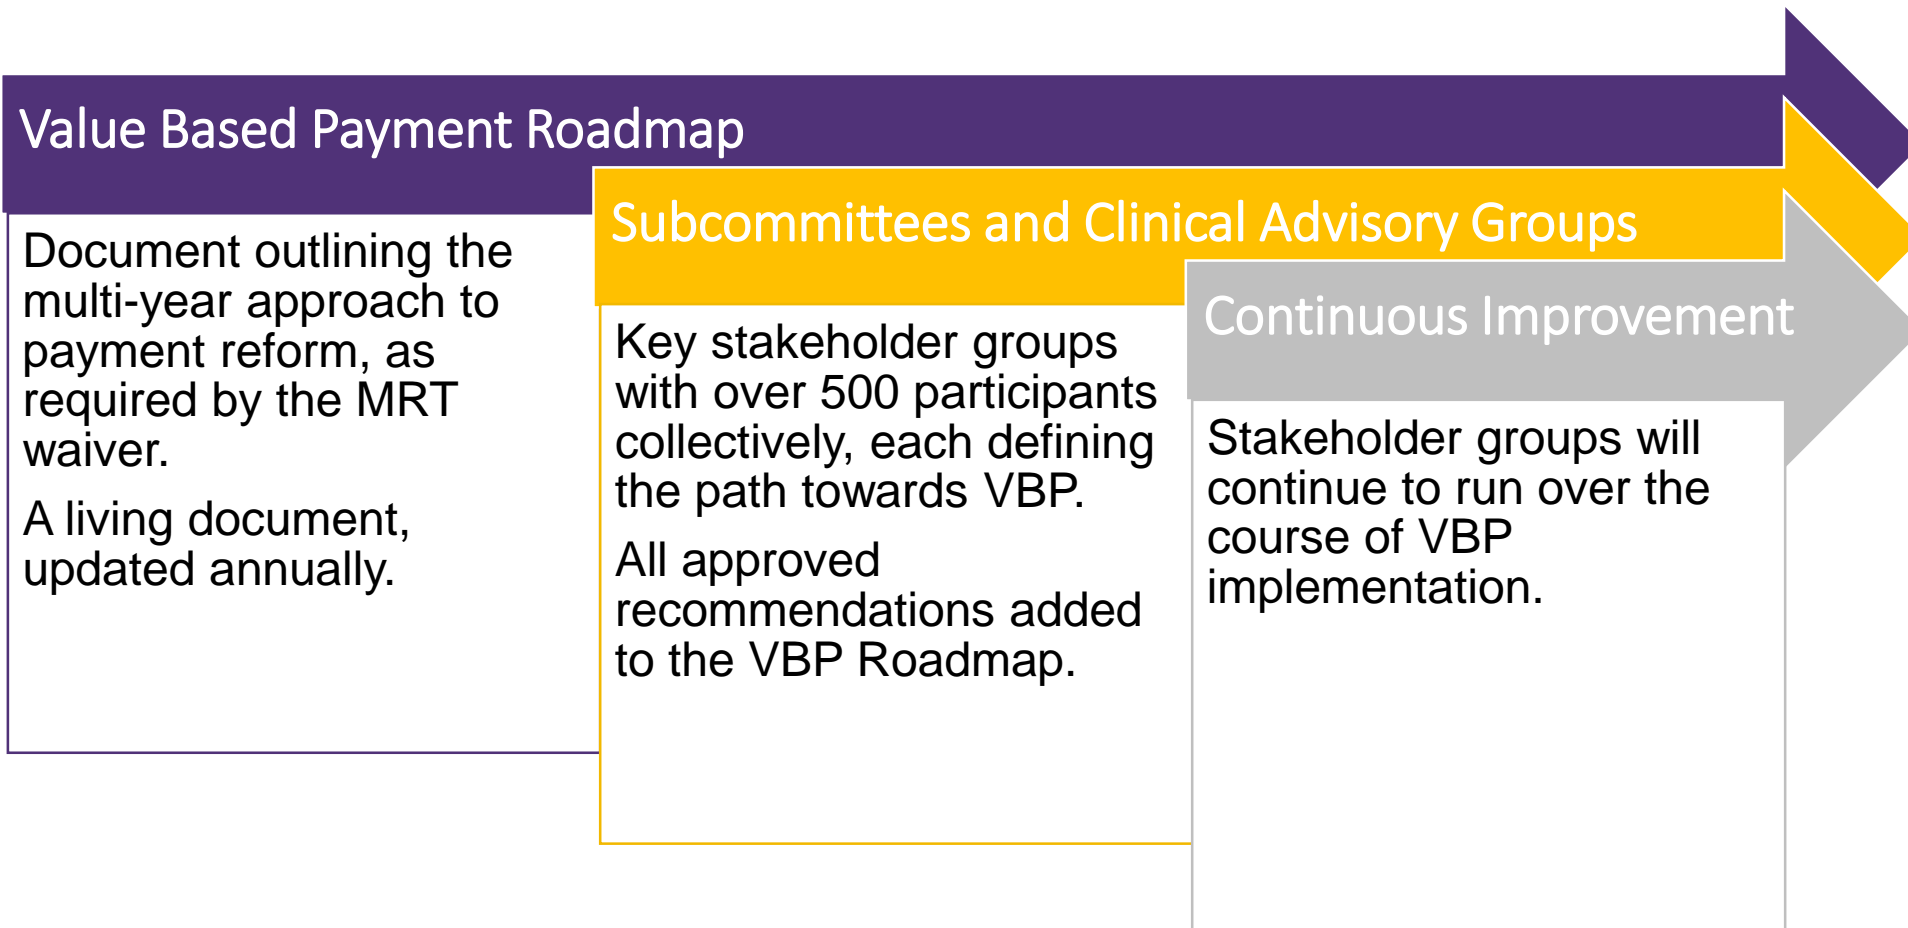 Value Based Payment Roadmap
Document outlining the
multi-year approach to
payment reform, as
required by the MRT
waiver.
A living document,
updated annually.
Subcommittees and Clinical Advisory Groups
Key stakeholder groups
with over 500 participants
collectively, each defining
the path towards VBP.
All approved
recommendations added
to the VBP Roadmap.
Continuous Improvement
Stakeholder groups will
continue to run over the
course of VBP
implementation.